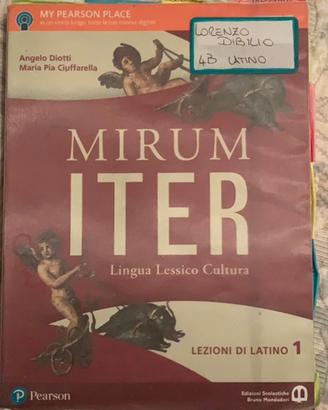 MY PEARSON PLACE
Angelo Diotti
Maria Pia Ciuffarella
LORENZO
DIBILIO
4B LATINO
MIRUM
ITER
Lingua Lessico Cultura
LEZIONI DI LATINO 1
Pearson
Edizioni Scolastiche
Bruno Mondadori